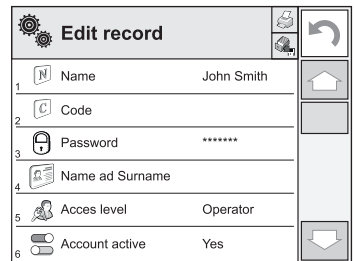 Edit record
1 N Name John Smith
2 C Code
3 Password *******
4 Name ad Surname
5 Acces level Operator
6 Account active Yes